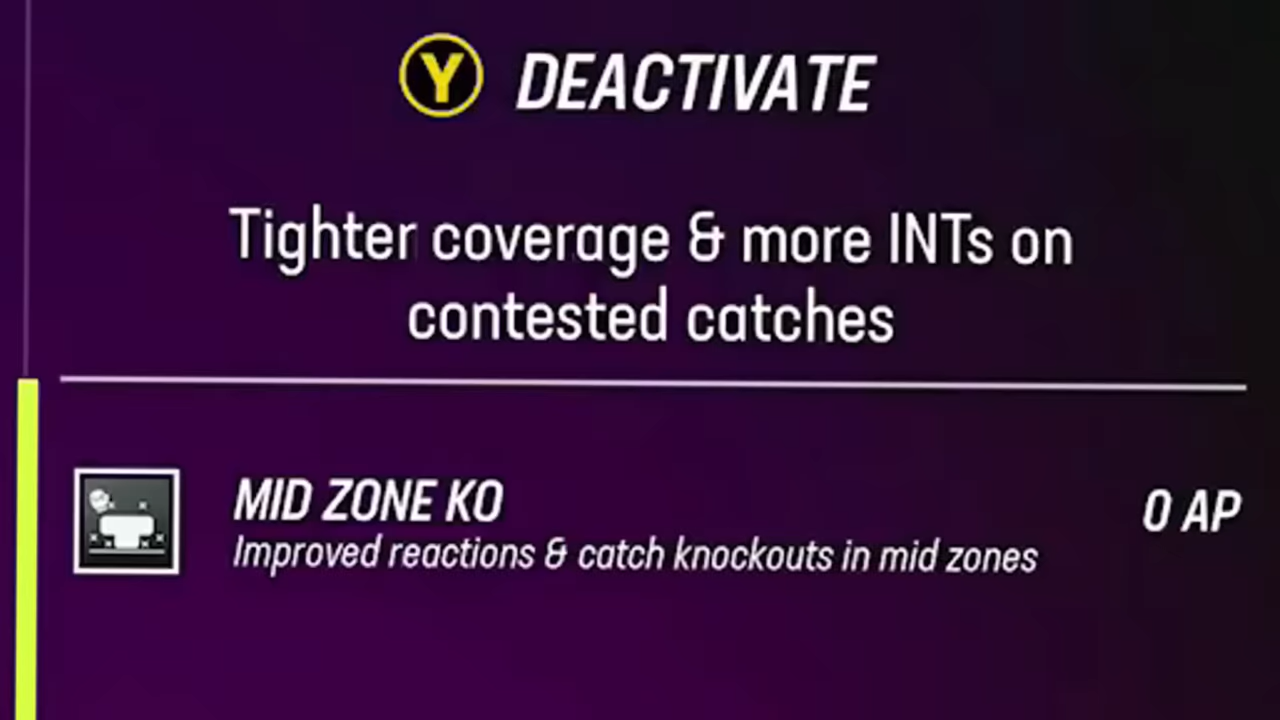 Y DEACTIVATE
Tighter coverage & more INTs on
contested catches
MID ZONE KO 0 AP
Improved reactions & catch knockouts in mid zones